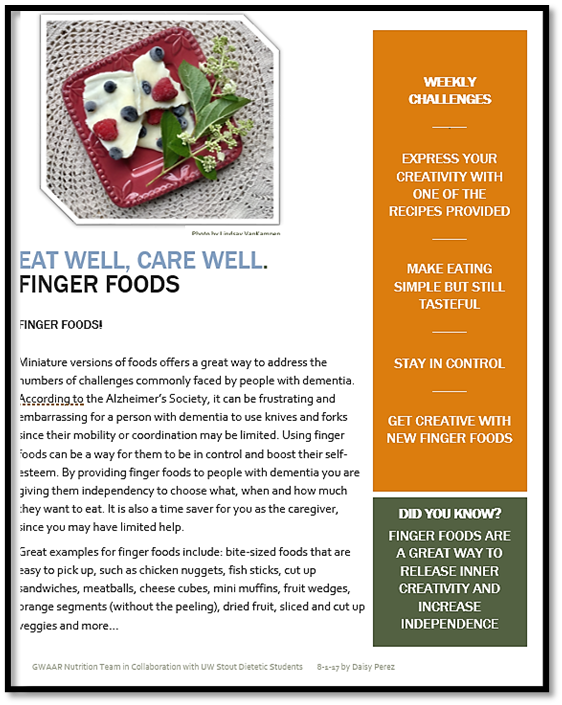 Photo by Lindsay VanKampen
EAT WELL, CARE WELL.
FINGER FOODS
FINGER FOODS!
Miniature versions of foods offers a great way to address the
numbers of challenges commonly faced by people with dementia.
According to the Alzheimer's Society, it can be frustrating and
embarrassing for a person with dementia to use knives and forks
since their mobility or coordination may be limited. Using finger
foods can be a way for them to be in control and boost their self-
esteem. By providing finger foods to people with dementia you are
giving them independency to choose what, when and how much
they want to eat. It is also a time saver for you as the caregiver,
since you may have limited help.
Great examples for finger foods include: bite-sized foods that are
easy to pick up, such as chicken nuggets, fish sticks, cut up
sandwiches, meatballs, cheese cubes, mini muffins, fruit wedges,
orange segments (without the peeling), dried fruit, sliced and cut up
veggies and more...
WEEKLY
CHALLENGES
EXPRESS YOUR
CREATIVITY WITH
ONE OF THE
RECIPES PROVIDED
MAKE EATING
SIMPLE BUT STILL
TASTEFUL
STAY IN CONTROL
GET CREATIVE WITH
NEW FINGER FOODS
DID YOU KNOW?
FINGER FOODS ARE
A GREAT WAY TO
RELEASE INNER
CREATIVITY AND
INCREASE
INDEPENDENCE
GWAAR Nutrition Team in Collaboration with UW Stout Dietetic Students 8-1-17 by Daisy Perez